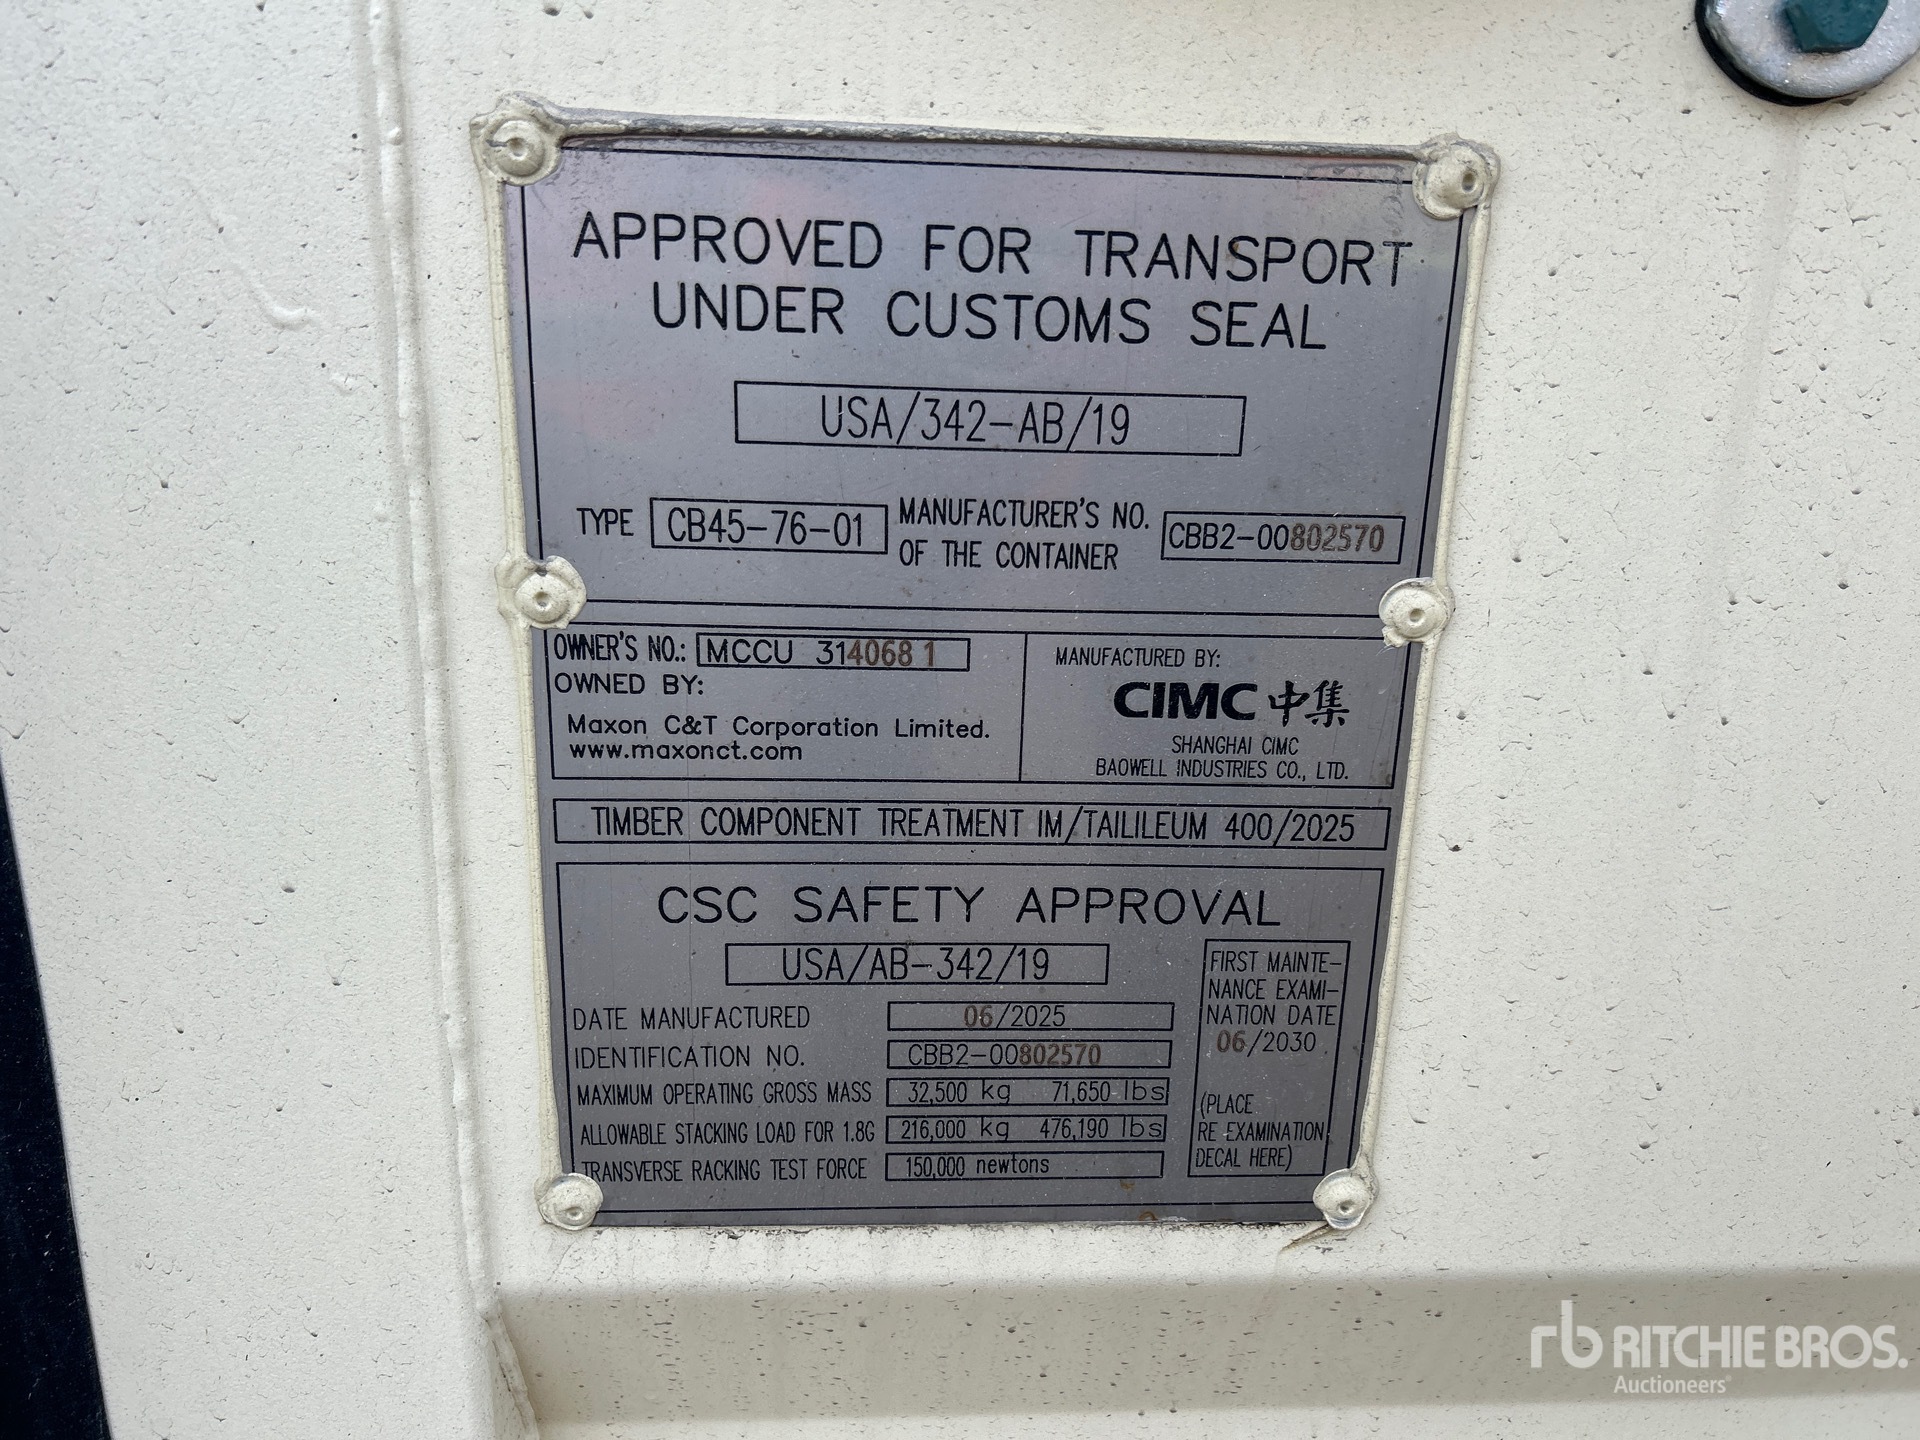 APPROVED FOR TRANSPORT
UNDER CUSTOMS SEAL
USA/342-AB/19
TYPE CB45-76-01
MANUFACTURER'S NO.
OF THE CONTAINER
CBB2-00802570
OWNER'S NO.: MCCU 314068 1
OWNED BY:
Maxon C&T Corporation Limited.
www.maxonct.com
MANUFACTURED BY:
CIMC 中集
SHANGHAI CIMC
BAOWELL INDUSTRIES CO., LTD.
TIMBER COMPONENT TREATMENT IM/TAILILEUM 400/2025
CSC SAFETY APPROVAL
USA/AB-342/19
DATE MANUFACTURED 06/2025
IDENTIFICATION NO. CBB2-00802570
MAXIMUM OPERATING GROSS MASS 32,500 kg 71,650 lbs
ALLOWABLE STACKING LOAD FOR 1.8G 216,000 kg 476,190 lbs
TRANSVERSE RACKING TEST FORCE 150,000 newtons
FIRST MAINTE-
NANCE EXAMI-
NATION DATE
06/2030
(PLACE
RE EXAMINATION
DECAL HERE)
rb RITCHIE BROS.
Auctioneers